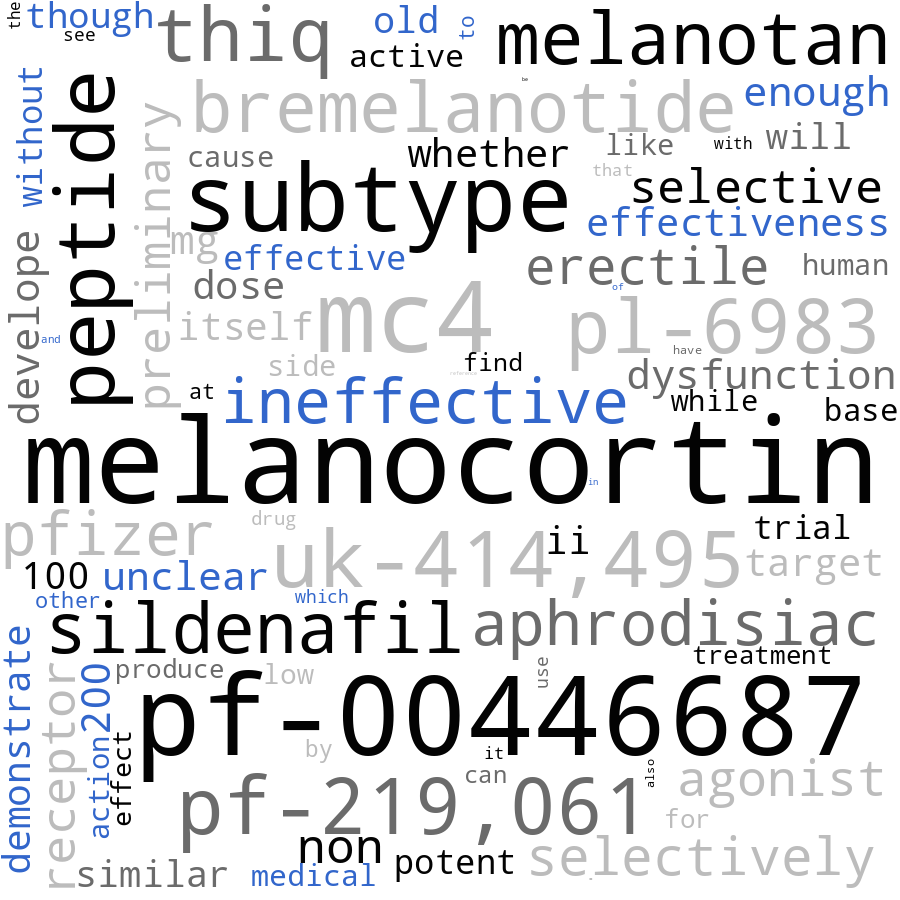 the
though
see
thiq
old
to
active
melanotan
without
peptide
preliminary
bremelanotide
be
enough
cause
whether
like
with
will
subtype
that
selective
effectiveness
mg
effective
develope
dose
erectile
human
of
itself
mc4
pl-6983
and
side
find
have
reference
dysfunction
at
ineffective
while
base
melanocortin
in
pfizer
drug
uk-414,495
ii
trial
target
100
unclear
other
which
sildenafil
aphrodisiac
demonstrate
receptor
200
produce
low
use
treatment
pf-00446687
action
effect
by
it
can
also
agonist
pf-219,061
for
non
potent
selectively
similar
medical